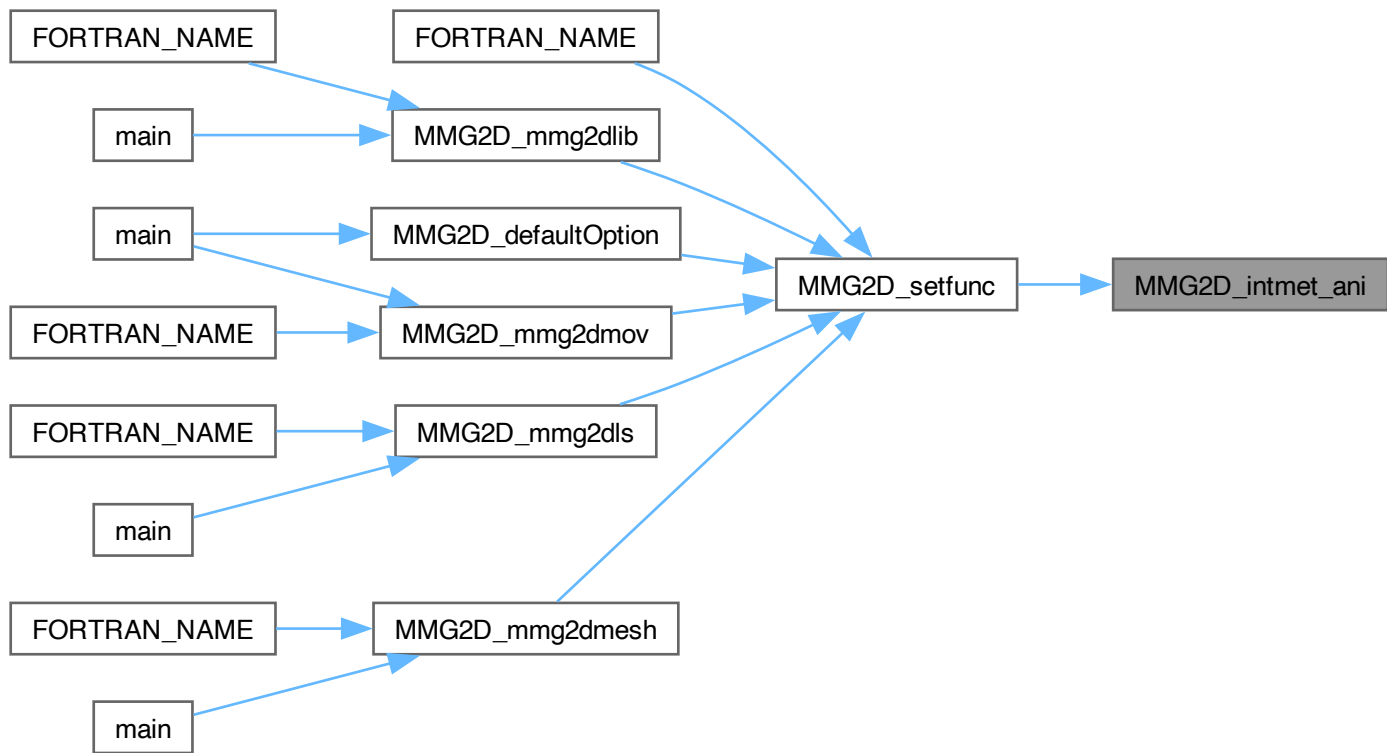 FORTRAN_NAME
FORTRAN_NAME
main
MMG2D_mmg2dlib
main
MMG2D_defaultOption
MMG2D_setfunc
MMG2D_intmet_ani
FORTRAN_NAME
MMG2D_mmg2dmov
FORTRAN_NAME
MMG2D_mmg2dls
main
FORTRAN_NAME
MMG2D_mmg2dmesh
main